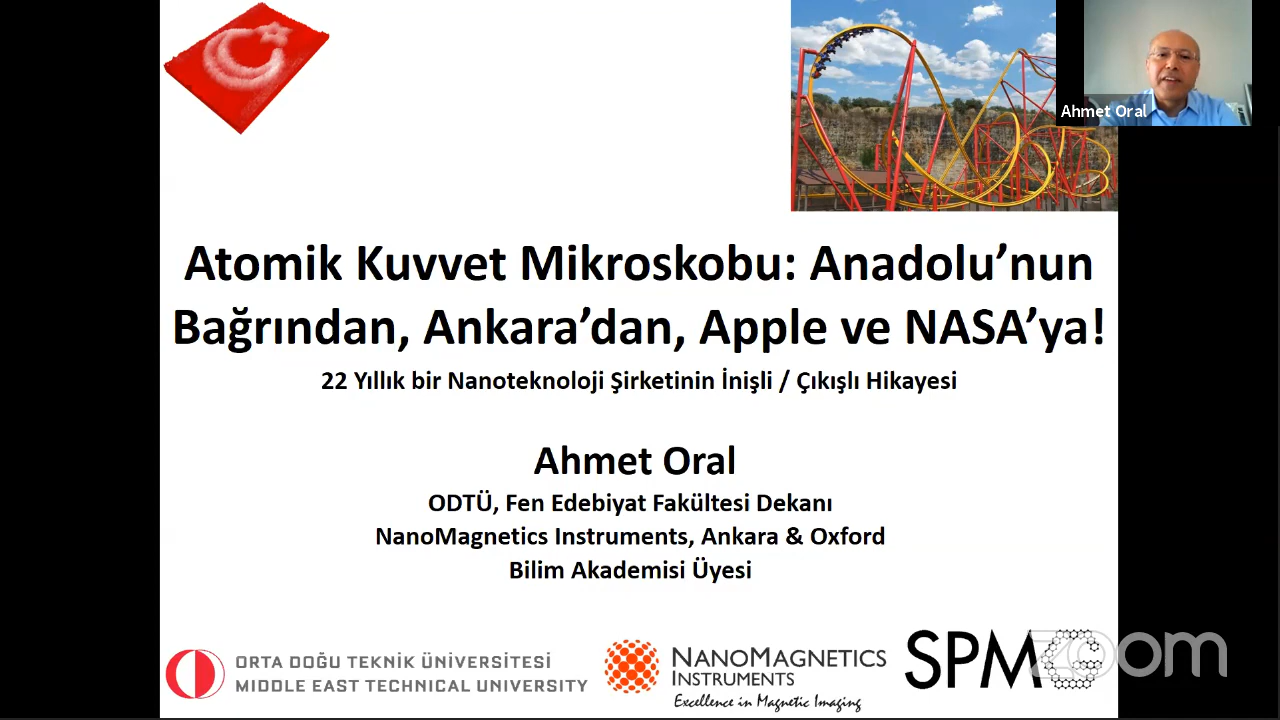 Ahmet Oral
Atomik Kuvvet Mikroskobu: Anadolu’nun
Bağrından, Ankara’dan, Apple ve NASA’ya!
22 Yıllık bir Nanoteknoloji Şirketinin İnişli / Çıkışlı Hikayesi
Ahmet Oral
ODTÜ, Fen Edebiyat Fakültesi Dekanı
NanoMagnetics Instruments, Ankara & Oxford
Bilim Akademisi Üyesi
ORTA DOĞU TEKNİK ÜNİVERSİTESİ
MIDDLE EAST TECHNICAL UNIVERSITY
NANOMAGNETICS
INSTRUMENTS
Excellence in Magnetic Imaging
SPM
zoom